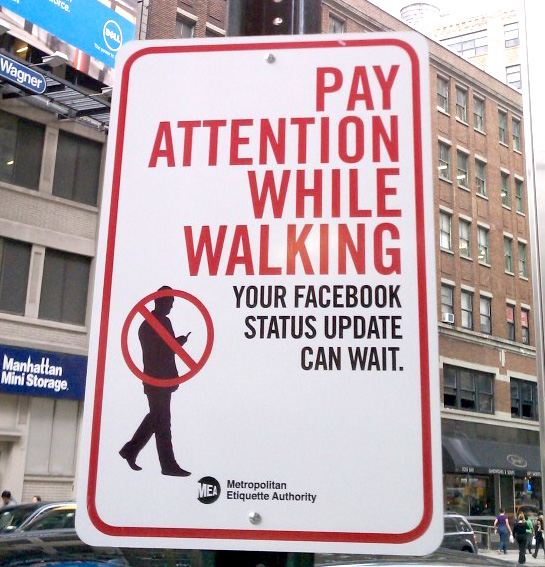 PAY
ATTENTION
WHILE
WALKING
YOUR FACEBOOK
STATUS UPDATE
CAN WAIT.
MEA
Metropolitan
Etiquette Authority
DELL
Wagner
Manhattan
Mini Storage